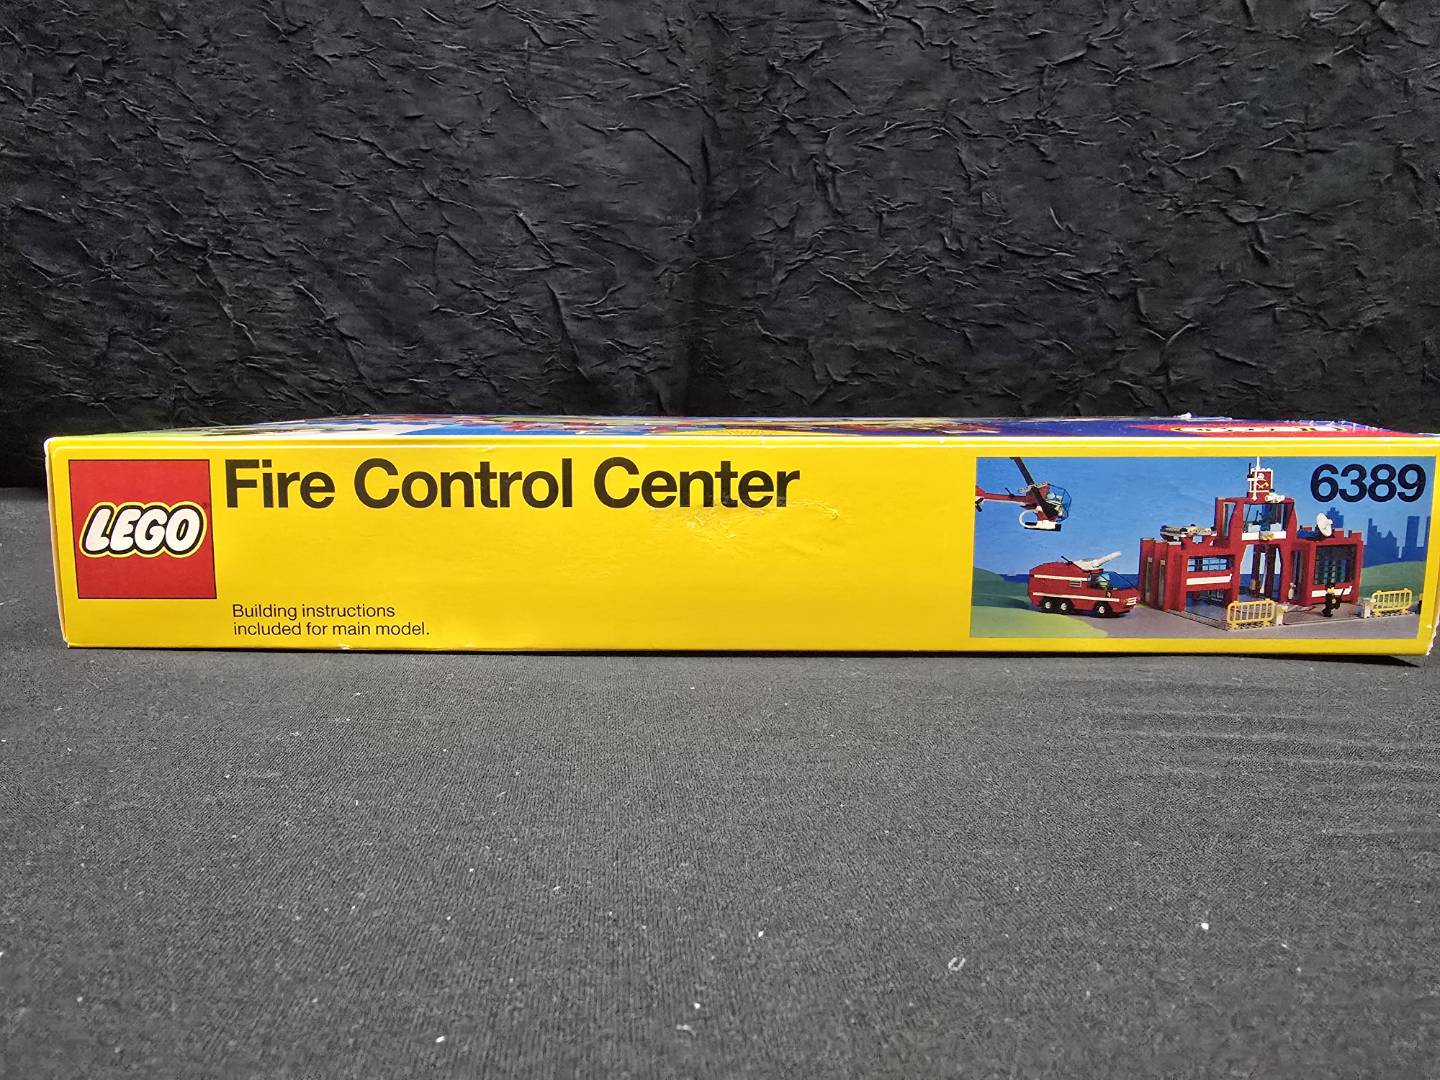 LEGO
Fire Control Center
6389
Building instructions
included for main model.